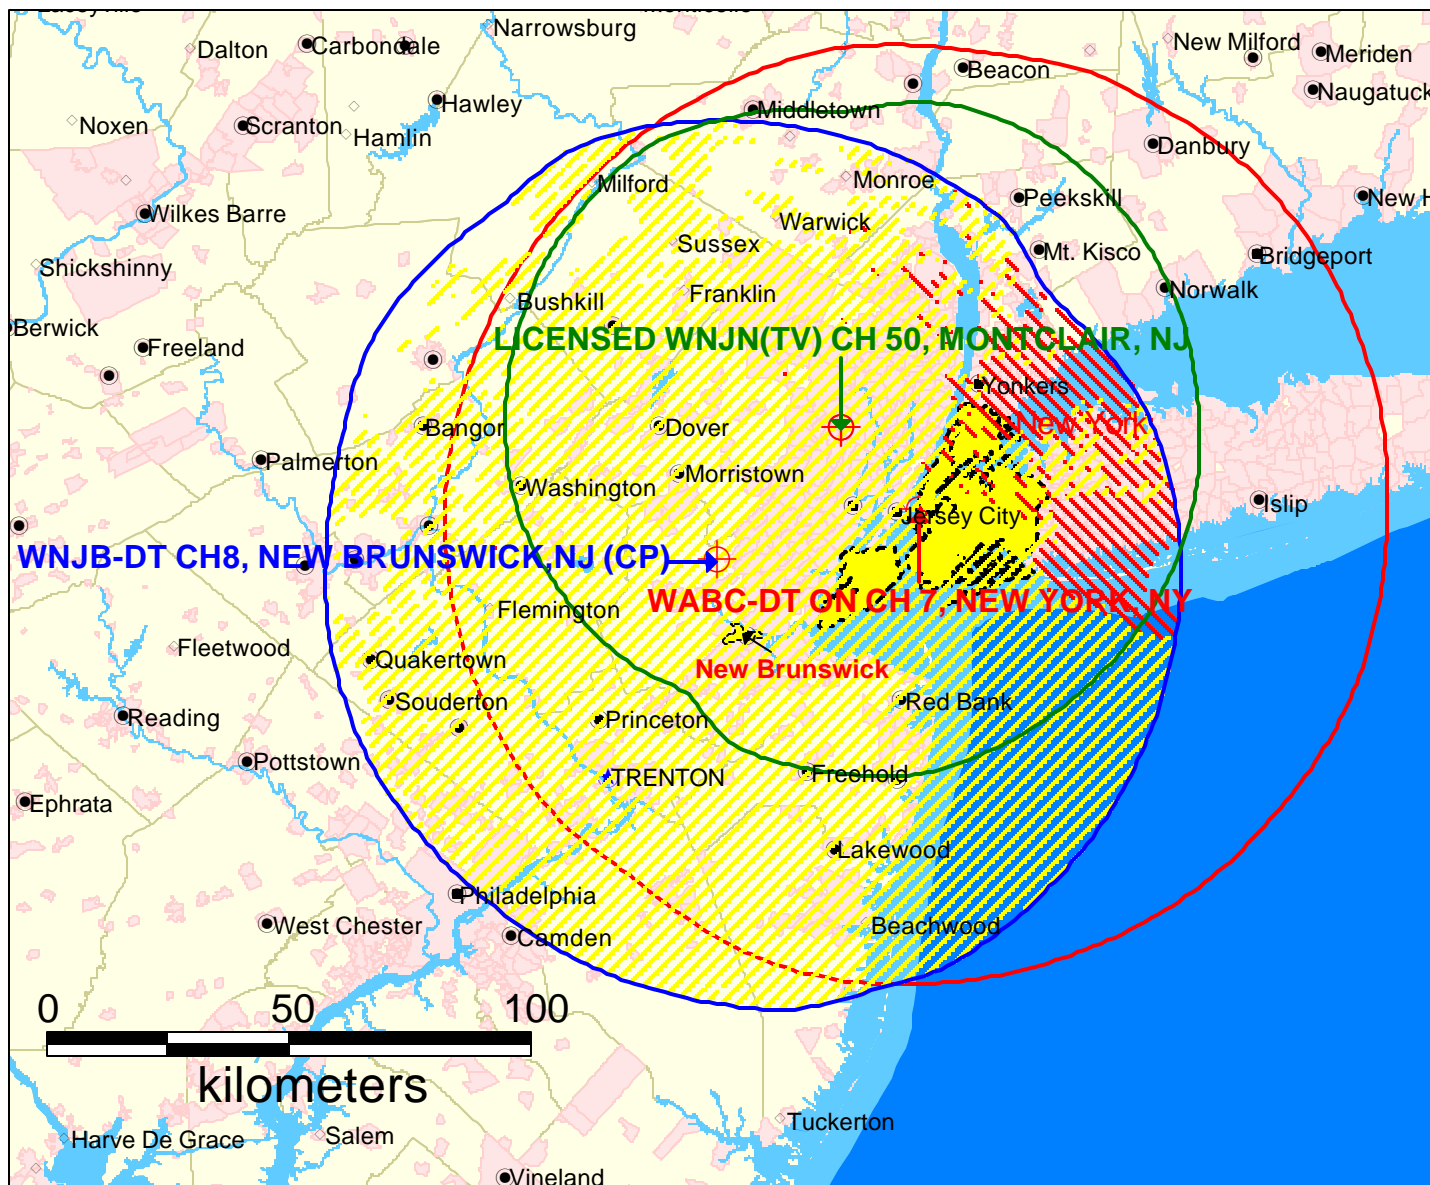 Narrowsburg
Dalton
Carbondale
New Milford
Meriden
Beacon
Naugatuck
Hawley
Middletown
Noxen
Scranton
Hamlin
Danbury
Milford
Monroe
Peekskill
New H
Wilkes Barre
Warwick
Sussex
Mt. Kisco
Bridgeport
Shickshinny
Franklin
Norwalk
Bushkill
Berwick
LICENSED WNJN(TV) CH 50, MONTCLAIR, NJ
Freeland
Yonkers
Bangor
Dover
New York
Palmerton
Morristown
Washington
Islip
Jersey City
WNJB-DT CH8, NEW BRUNSWICK,NJ (CP)
WABC-DT ON CH 7, NEW YORK, NY
Flemington
Fleetwood
Quakertown
New Brunswick
Souderton
Red Bank
Reading
Princeton
Pottstown
TRENTON
Freehold
Ephrata
Lakewood
Philadelphia
West Chester
Beachwood
Camden
0 50 100
kilometers
Tuckerton
Harve De Grace
Salem
Vineland